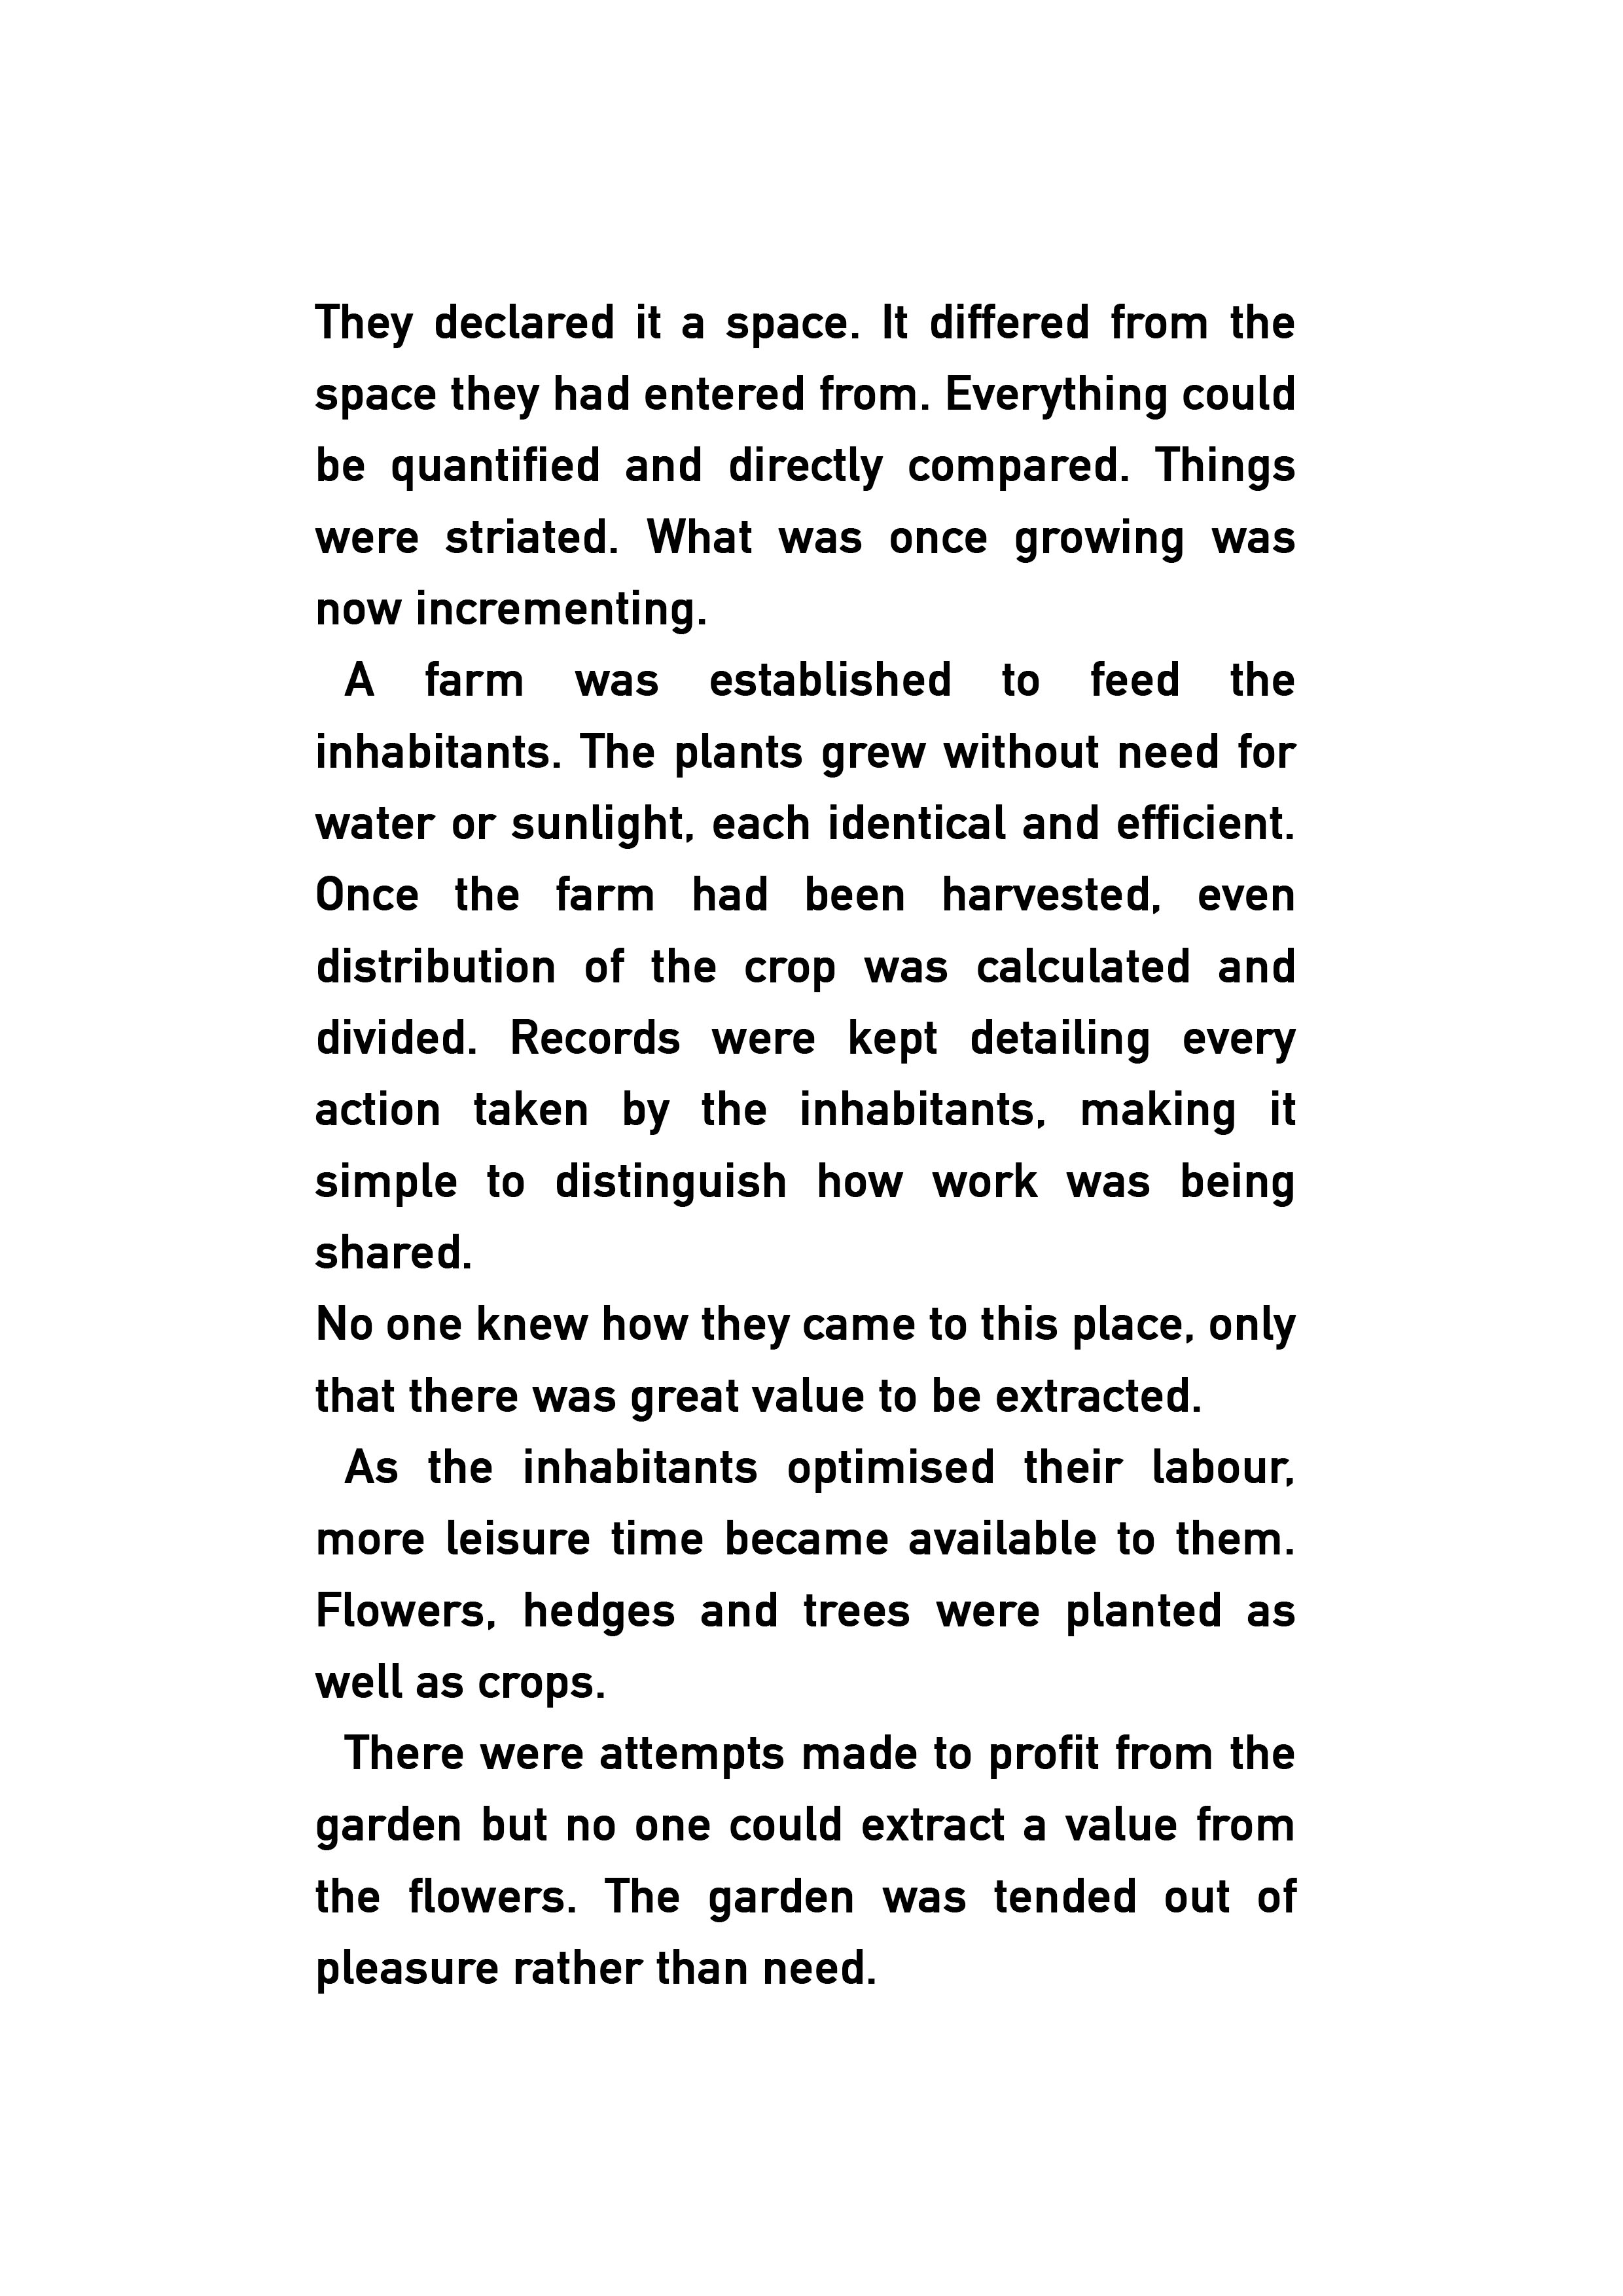 They declared it a space. It differed from the
space they had entered from. Everything could
be quantified and directly compared. Things
were striated. What was once growing was
now incrementing.
A farm was established to feed the
inhabitants. The plants grew without need for
water or sunlight, each identical and efficient.
Once the farm had been harvested, even
distribution of the crop was calculated and
divided. Records were kept detailing every
action taken by the inhabitants, making it
simple to distinguish how work was being
shared.
No one knew how they came to this place, only
that there was great value to be extracted.
As the inhabitants optimised their labour,
more leisure time became available to them.
Flowers, hedges and trees were planted as
well as crops.
There were attempts made to profit from the
garden but no one could extract a value from
the flowers. The garden was tended out of
pleasure rather than need.